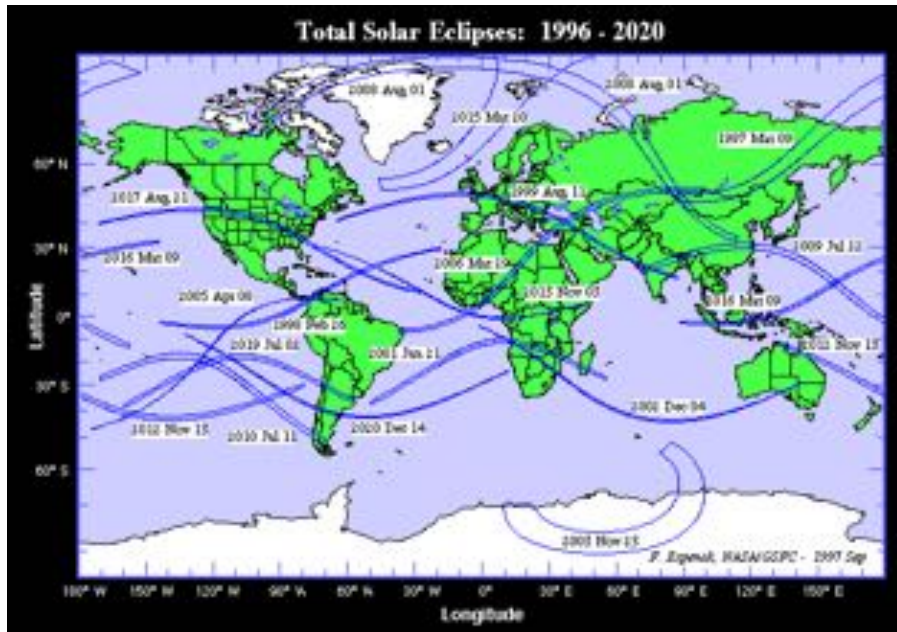 Total Solar Eclipses: 1996 - 2020
2008 Aug 01
2008 Aug 01
2015 Mar 20
1997 Mar 09
60° N
2017 Aug 21
1999 Aug 11
30° N
2009 Jul 22
2016 Mar 09
2006 Mar 29
2005 Apr 08
2013 Nov 03
2016 Mar 09
Latitude
0°
1998 Feb 26
2019 Jul 02
2001 Jun 21
2012 Nov 13
30° S
2002 Dec 04
2012 Nov 13
2010 Jul 11
2020 Dec 14
60° S
2003 Nov 23
F. Espenak, NASA/GSFC - 1997 Sep
180° W 150° W 120° W 90° W 60° W 30° W 0° 30° E 60° E 90° E 120° E 150° E
Longitude